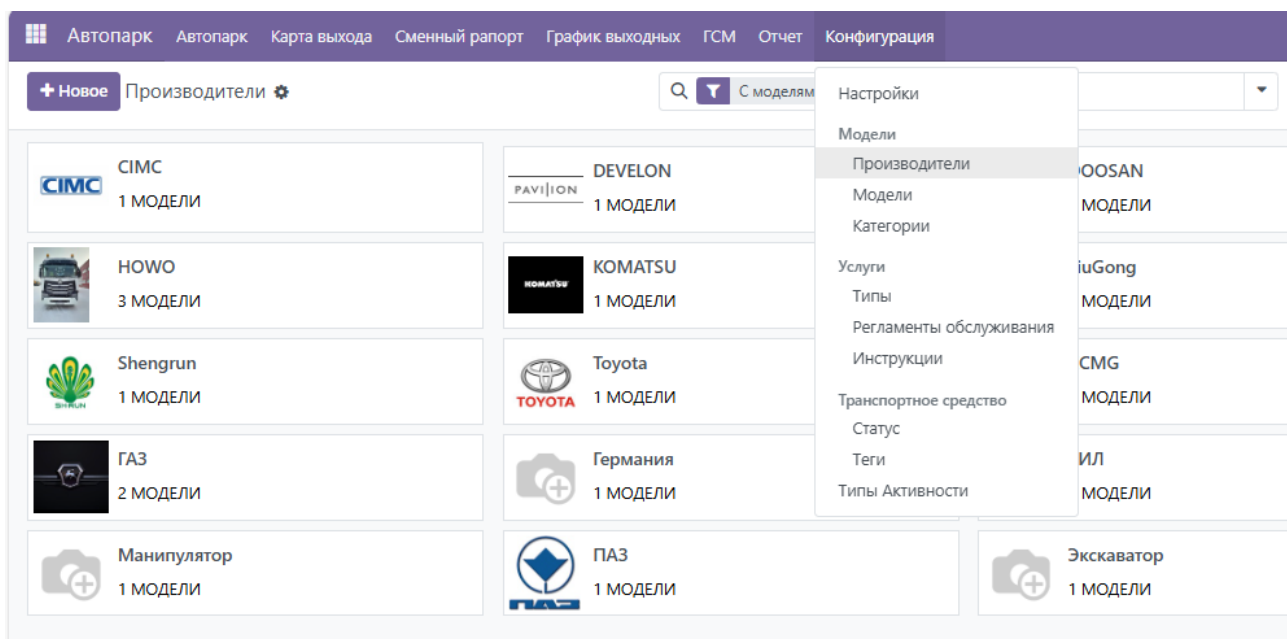 Автопарк Автопарк Карта выхода Сменный рапорт График выходных ГСМ Отчет Конфигурация
+ Новое Производители С моделям
Настройки
Модели
Производители
Модели
Категории
Услуги
Типы
Регламенты обслуживания
Инструкции
Транспортное средство
Статус
Теги
Типы Активности
CIMC
CIMC
1 МОДЕЛИ
PAVILION
DEVELON
1 МОДЕЛИ
OOSAN
МОДЕЛИ
HOWO
3 МОДЕЛИ
KOMATSU
KOMATSU
1 МОДЕЛИ
iuGong
МОДЕЛИ
SHRUN
Shengrun
1 МОДЕЛИ
TOYOTA
Toyota
1 МОДЕЛИ
CMG
МОДЕЛИ
ГАЗ
2 МОДЕЛИ
Германия
1 МОДЕЛИ
ИЛ
МОДЕЛИ
Манипулятор
1 МОДЕЛИ
ПАЗ
ПАЗ
1 МОДЕЛИ
Экскаватор
1 МОДЕЛИ